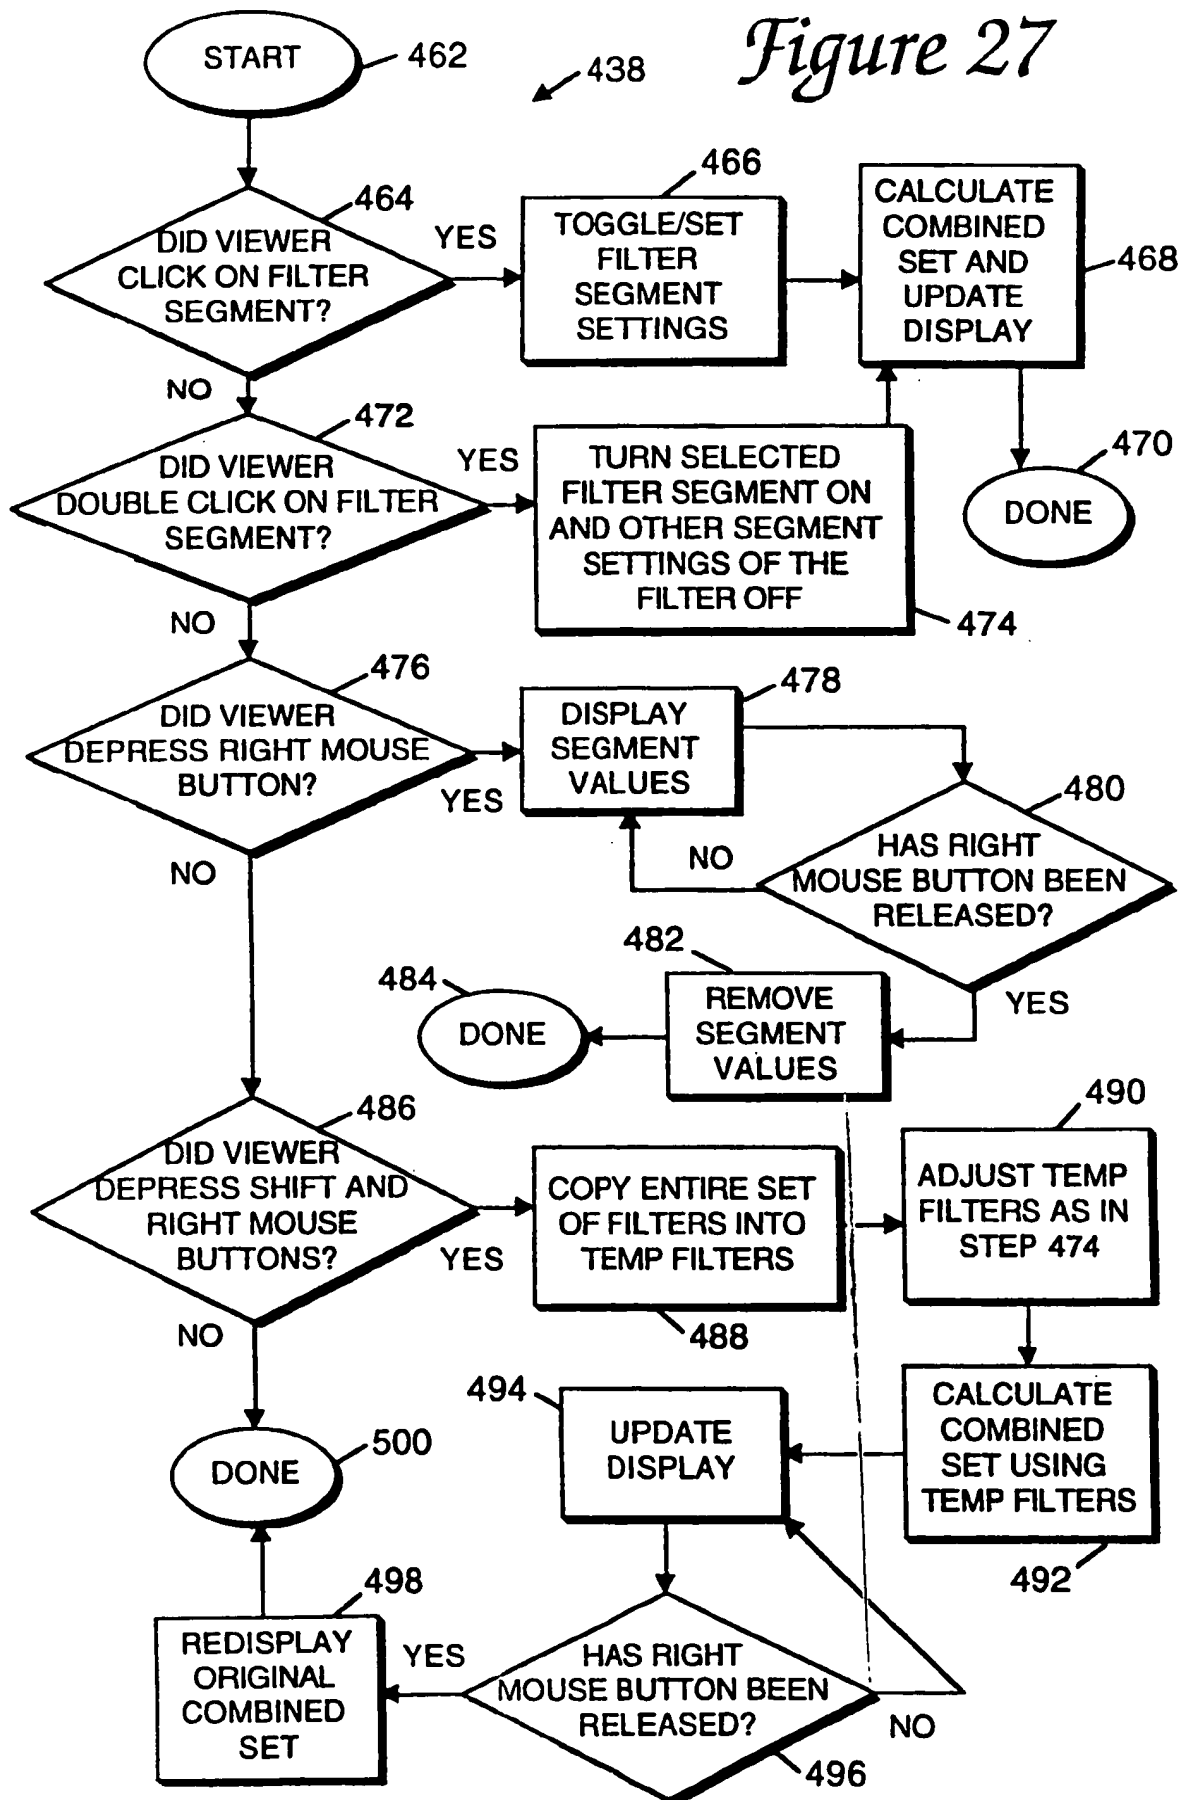 Figure 27
START
462
438
464
DID VIEWER
CLICK ON FILTER
SEGMENT?
YES
NO
466
TOGGLE/SET
FILTER
SEGMENT
SETTINGS
CALCULATE
COMBINED
SET AND
UPDATE
DISPLAY
468
470
DONE
472
DID VIEWER
DOUBLE CLICK ON FILTER
SEGMENT?
YES
NO
TURN SELECTED
FILTER SEGMENT ON
AND OTHER SEGMENT
SETTINGS OF THE
FILTER OFF
474
476
DID VIEWER
DEPRESS RIGHT MOUSE
BUTTON?
YES
NO
478
DISPLAY
SEGMENT
VALUES
480
HAS RIGHT
MOUSE BUTTON BEEN
RELEASED?
NO
YES
482
REMOVE
SEGMENT
VALUES
484
DONE
486
DID VIEWER
DEPRESS SHIFT AND
RIGHT MOUSE
BUTTONS?
YES
NO
COPY ENTIRE SET
OF FILTERS INTO
TEMP FILTERS
488
490
ADJUST TEMP
FILTERS AS IN
STEP 474
CALCULATE
COMBINED
SET USING
TEMP FILTERS
492
494
UPDATE
DISPLAY
HAS RIGHT
MOUSE BUTTON BEEN
RELEASED?
496
YES
NO
498
REDISPLAY
ORIGINAL
COMBINED
SET
500
DONE